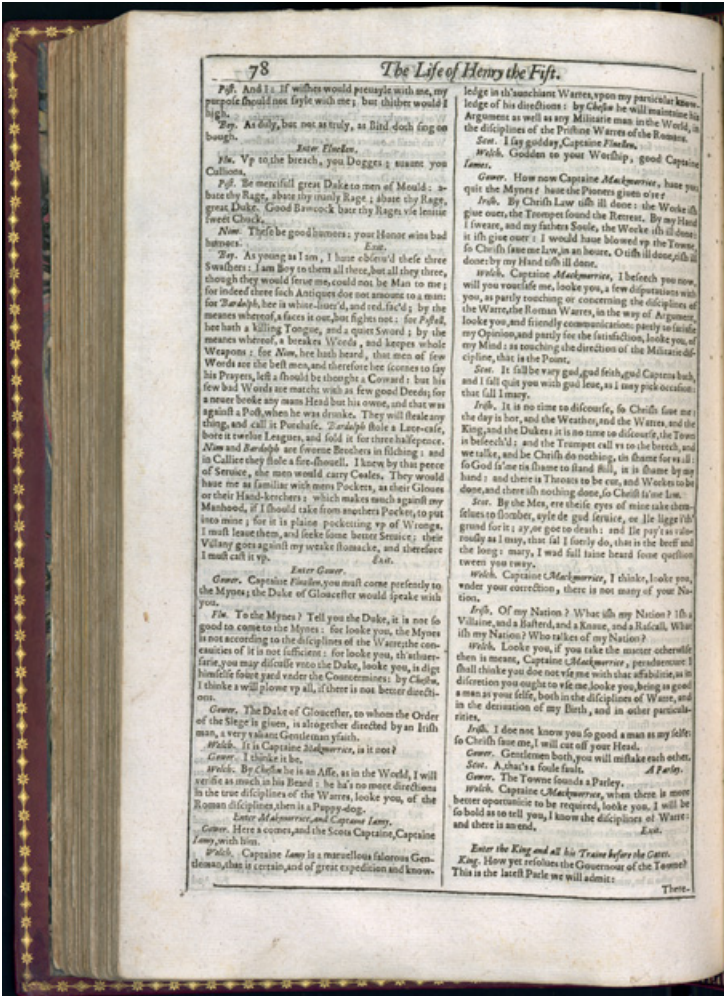 78
The Life of Henry the Fift.
Pist. And I: If wishes would preuayle with me, my
purpose should not fayle with me; but thither would I
high.
Boy. As duly, but not as truly, as Bird doth sing on
bough.
Enter Fluellen.
Flu. Vp to the breach, you Dogges; auaunt you
Cullions.
Pist. Be mercifull great Duke to men of Mould: a-
bate thy Rage, abate thy manly Rage; abate thy Rage,
great Duke. Good Bawcock bate thy Rage: vse lenitie
sweet Chuck.
Nim. These be good humors: your Honor wins bad
humors. Exit.
Boy. As young as I am, I haue obseru'd these three
Swashers: I am Boy to them all three, but all they three,
though they would serue me, could not be Man to me;
for indeed three such Antiques doe not amount to a man:
for Bardolph, hee is white-liuer'd, and red-fac'd; by the
meanes whereof, a faces it out, but fights not: for Pistoll,
hee hath a killing Tongue, and a quiet Sword; by the
meanes whereof, a breakes Words, and keepes whole
Weapons: for Nim, hee hath heard, that men of few
Words are the best men, and therefore hee scornes to say
his Prayers, lest a should be thought a Coward: but his
few bad Words are matcht with as few good Deeds; for
a neuer broke any mans Head but his owne, and that was
against a Post, when he was drunke. They will steale any
thing, and call it Purchase. Bardolph stole a Lute-case,
bore it twelue Leagues, and sold it for three halfepence.
Nim and Bardolph are sworne Brothers in filching: and
in Callice they stole a fire-shouell. I knew by that peece
of Seruice, the men would carry Coales. They would
haue me as familiar with mens Pockets, as their Gloues
or their Hand-kerchers: which makes much against my
Manhood, if I should take from anothers Pocket, to put
into mine; for it is plaine pocketting vp of Wrongs.
I must leaue them, and seeke some better Seruice: their
Villany goes against my weake stomacke, and therefore
I must cast it vp. Exit.
Enter Gower.
Gower. Captaine Fluellen, you must come presently to
the Mynes; the Duke of Gloucester would speake with
you.
Flu. To the Mynes? Tell you the Duke, it is not so
good to come to the Mynes: for looke you, the Mynes
is not according to the disciplines of the Warre; the con-
cauities of it is not sufficient: for looke you, th'athuer-
sarie, you may discusse vnto the Duke, looke you, is digt
himselfe foure yard vnder the Countermines: by Cheshu,
I thinke a will plowe vp all, if there is not better directi-
ons.
Gower. The Duke of Gloucester, to whom the Order
of the Siege is giuen, is altogether directed by an Irish
man, a very valiant Gentleman yfaith.
Welch. It is Captaine Makmorrice, is it not?
Gower. I thinke it be.
Welch. By Cheshu he is an Asse, as in the World, I will
verifie as much in his Beard: he ha's no more directions
in the true disciplines of the Warres, looke you, of the
Roman disciplines, then is a Puppy-dog.
Enter Makmorrice, and Captaine Iamy.
Gower. Here a comes, and the Scots Captaine, Captaine
Iamy, with him.
Welch. Captaine Iamy is a maruellous falorous Gen-
tleman, that is certain, and of great expedition and know-
ledge in th'aunchiant Warres, vpon my particular know-
ledge of his directions: by Cheshu he will maintaine his
Argument as well as any Militarie man in the World, in
the disciplines of the Pristine Warres of the Romans.
Scot. I say gudday, Captaine Fluellen.
Welch. Godden to your Worship, good Captaine
Iames.
Gower. How now Captaine Mackmorrice, haue you
quit the Mynes? haue the Pioners giuen o're?
Irish. By Chrish Law tish ill done: the Worke ish
giue ouer, the Trompet sound the Retreat. By my Hand
I sweare, and my fathers Soule, the Worke ish ill done:
it ish giue ouer: I would haue blowed vp the Towne,
so Chrish saue me law, in an houre. O tish ill done, tish ill
done: by my Hand tish ill done.
Welch. Captaine Mackmorrice, I beseech you now,
will you voutsafe me, looke you, a few disputations with
you, as partly touching or concerning the disciplines of
the Warre, the Roman Warres, in the way of Argument,
looke you, and friendly communication: partly to satisfie
my Opinion, and partly for the satisfaction, looke you, of
my Mind: as touching the direction of the Militarie dis-
cipline, that is the Point.
Scot. It sall be vary gud, gud feith, gud Captens bath,
and I sall quit you with gud leue, as I may pick occasion:
that sall I mary.
Irish. It is no time to discourse, so Chrish saue me:
the day is hot, and the Weather, and the Warres, and the
King, and the Dukes: it is no time to discourse, the Town
is beseech'd: and the Trumpet call vs to the breech, and
we talke, and be Chrish do nothing, tis shame for vs all:
so God sa'me tis shame to stand still, it is shame by my
hand: and there is Throats to be cut, and Workes to be
done, and there ish nothing done, so Christ sa'me law.
Scot. By the Mes, ere theise eyes of mine take them-
selues to slomber, ayle de gud seruice, or Ile ligge i'th'
grund for it; ay, or goe to death: and Ile pay't as valo-
rously as I may, that sal I suerly do, that is the breff and
the long: mary, I wad full faine heard some question
tween you tway.
Welch. Captaine Mackmorrice, I thinke, looke you,
vnder your correction, there is not many of your Na-
tion.
Irish. Of my Nation? What ish my Nation? Ish a
Villaine, and a Basterd, and a Knaue, and a Rascall. What
ish my Nation? Who talkes of my Nation?
Welch. Looke you, if you take the matter otherwise
then is meant, Captaine Mackmorrice, peraduenture I
shall thinke you doe not vse me with that affabilitie, as in
discretion you ought to vse me, looke you, being as good
a man as your selfe, both in the disciplines of Warre, and
in the deriuation of my Birth, and in other particula-
rities.
Irish. I doe not know you so good a man as my selfe:
so Chrish saue me, I will cut off your Head.
Gower. Gentlemen both, you will mistake each other.
Scot. A, that's a foule fault. A Parley.
Gower. The Towne sounds a Parley.
Welch. Captaine Mackmorrice, when there is more
better oportunitie to be required, looke you, I will be
so bold as to tell you, I know the disciplines of Warre:
and there is an end. Exit.
Enter the King and all his Traine before the Gates.
King. How yet resolues the Gouernour of the Towne?
This is the latest Parle we will admit:
There-